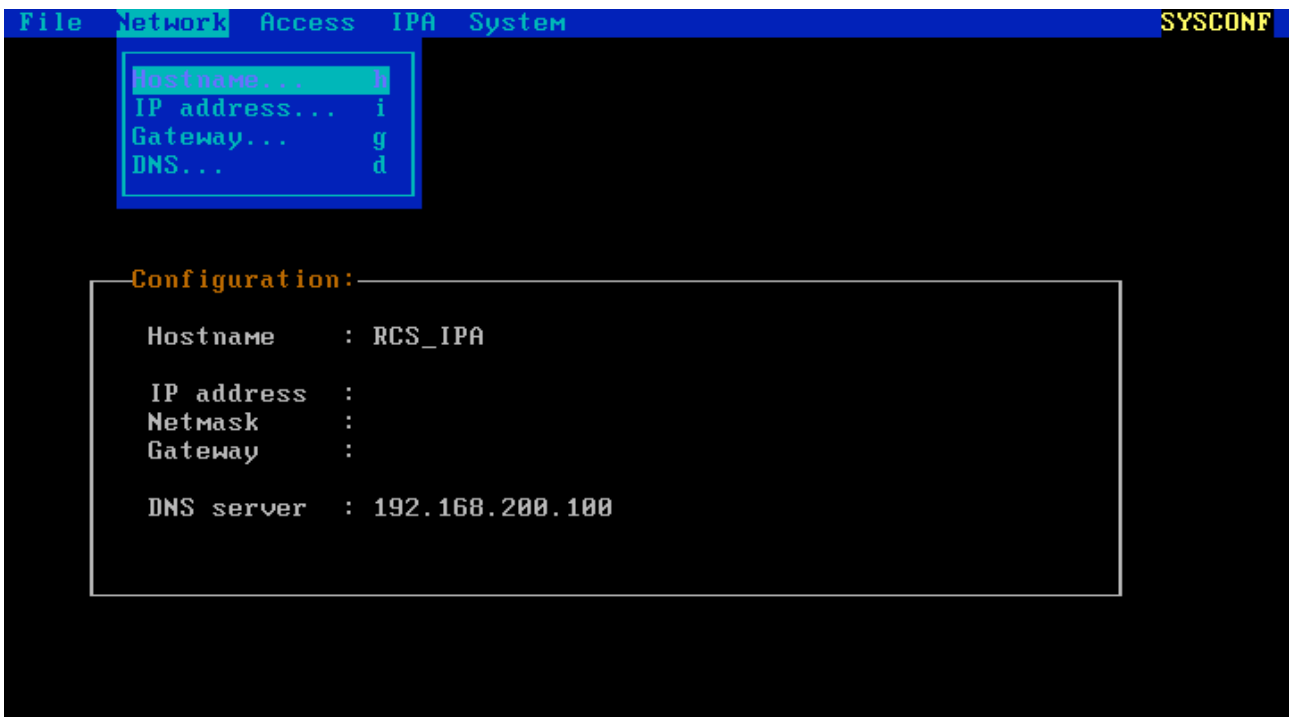 File Network Access IPA System SYSCONF
Hostname... h
IP address... i
Gateway... g
DNS... d
Configuration:
Hostname : RCS_IPA
IP address :
Netmask :
Gateway :
DNS server : 192.168.200.100